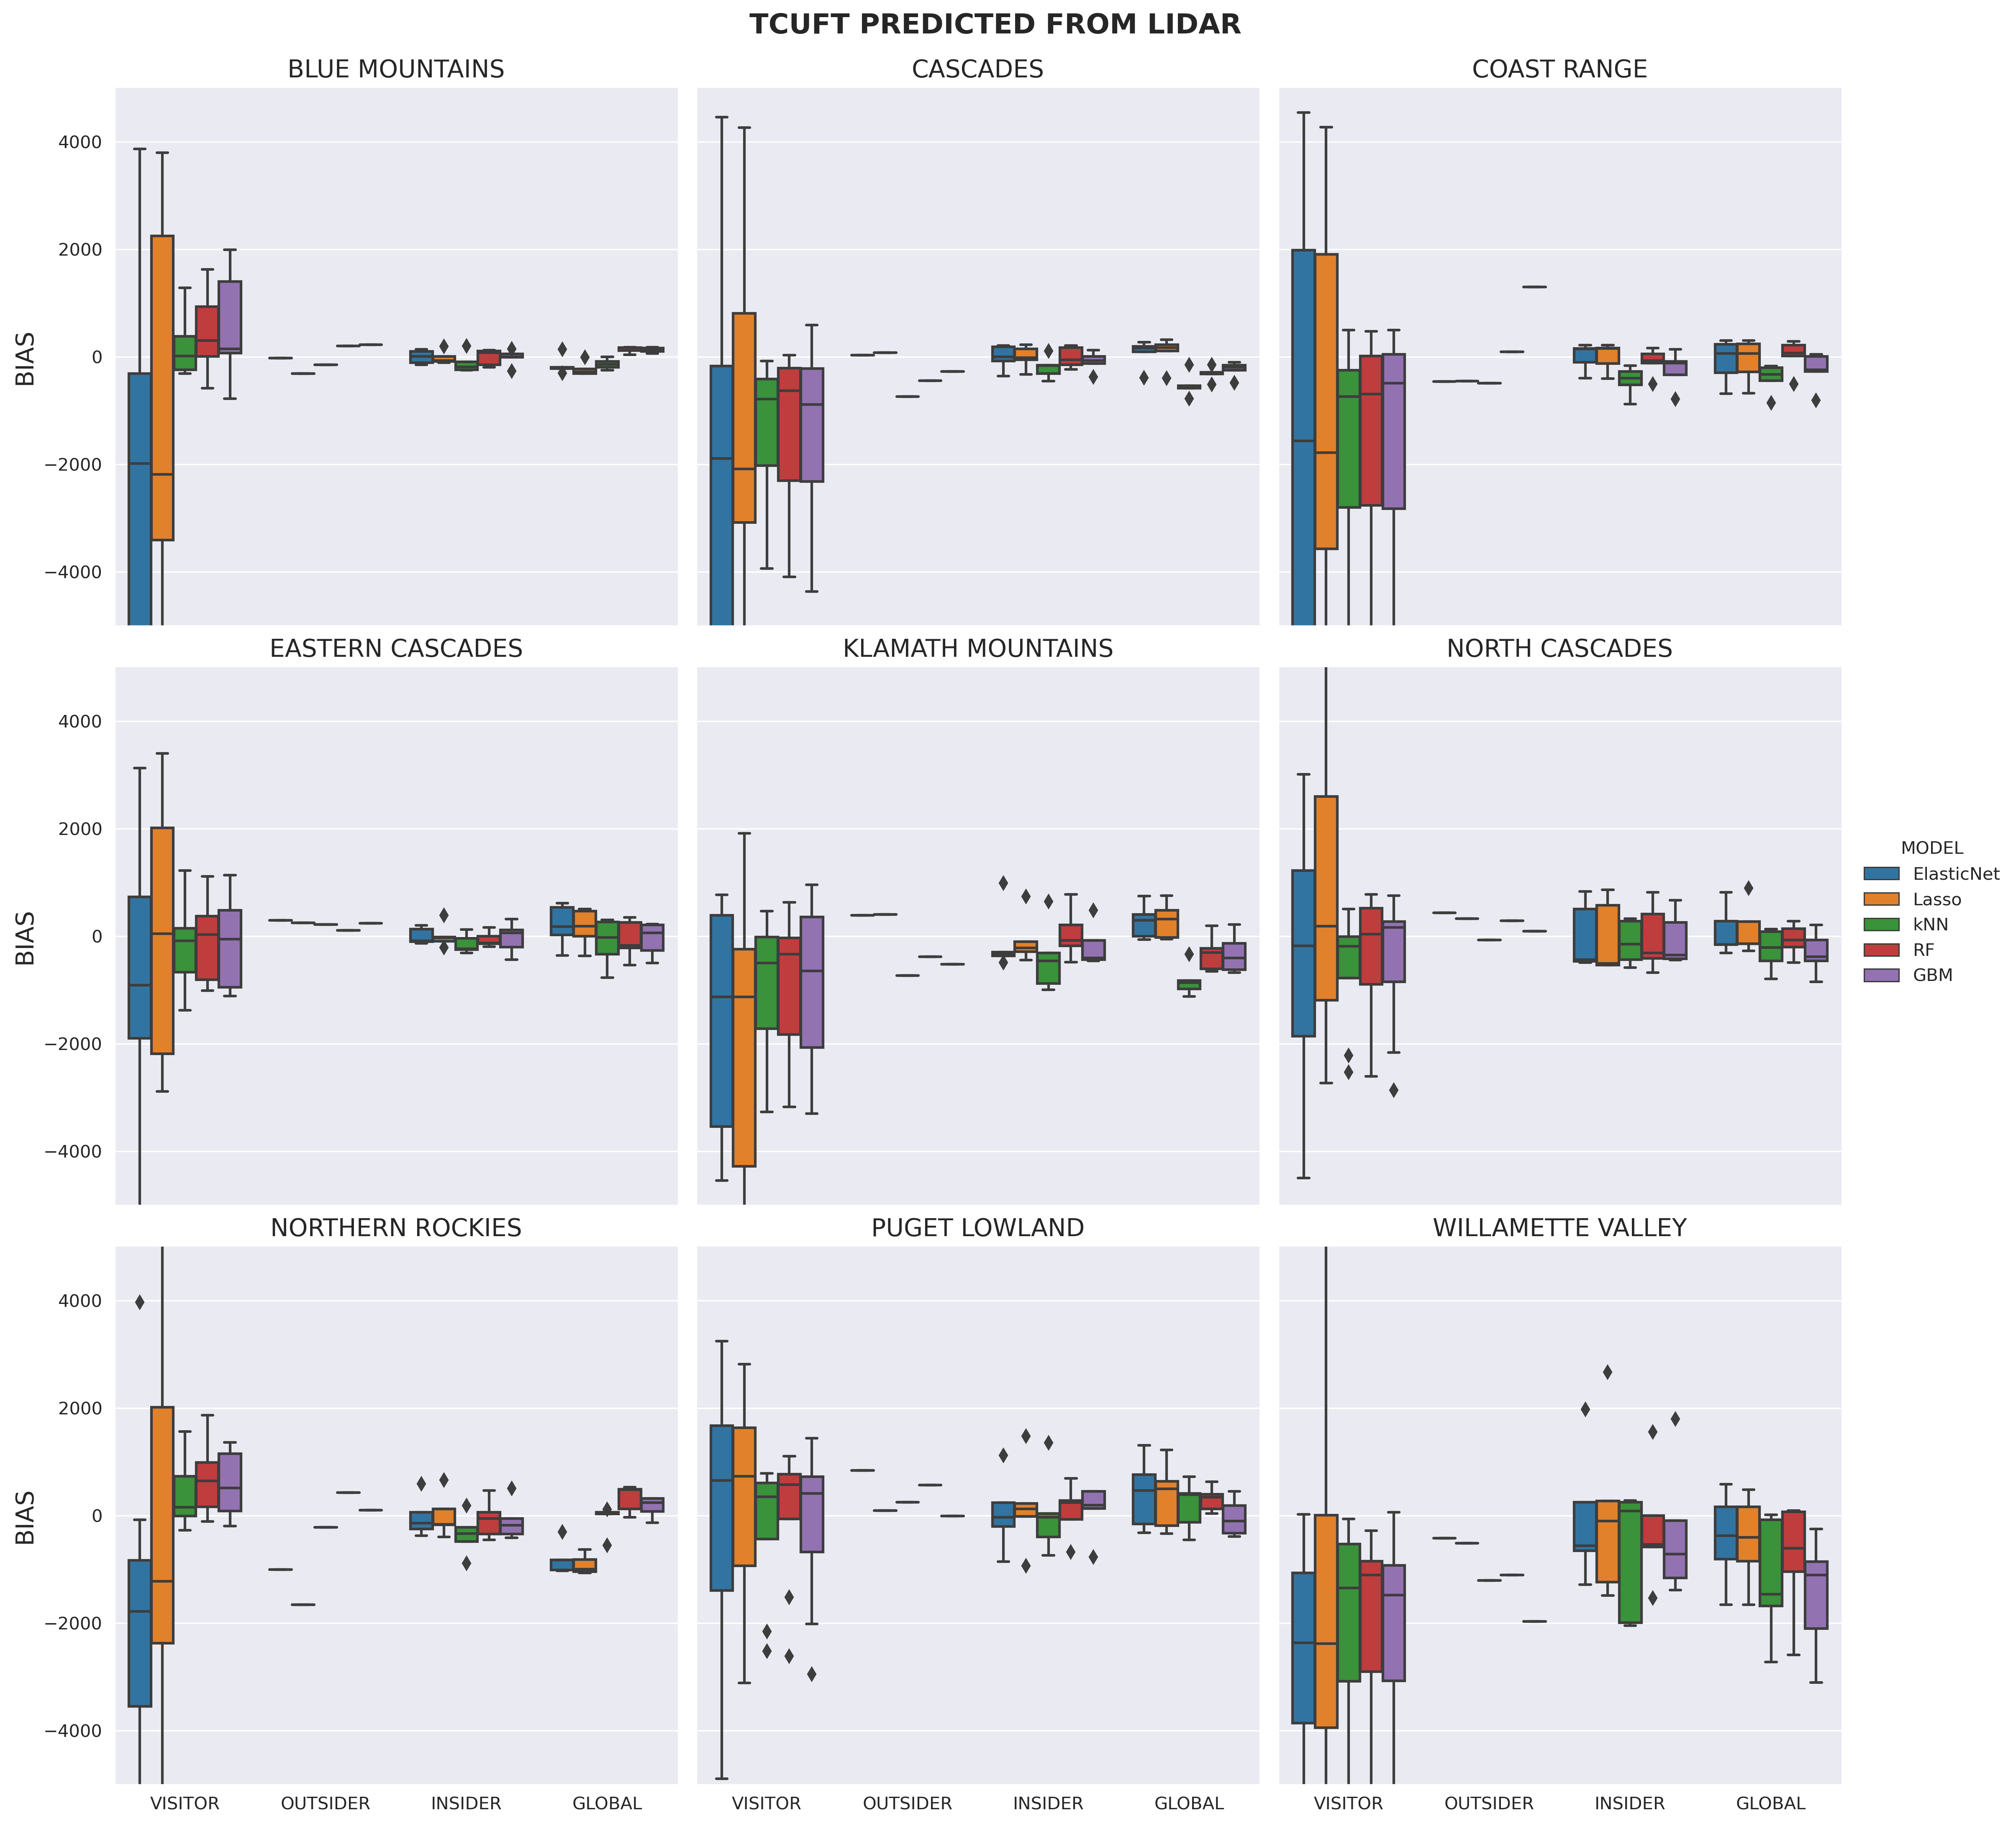 TCUFT PREDICTED FROM LIDAR
BLUE MOUNTAINS
CASCADES
COAST RANGE
BIAS
4000
2000
0
−2000
−4000
EASTERN CASCADES
KLAMATH MOUNTAINS
NORTH CASCADES
BIAS
4000
2000
0
−2000
−4000
MODEL
ElasticNet
Lasso
kNN
RF
GBM
NORTHERN ROCKIES
PUGET LOWLAND
WILLAMETTE VALLEY
BIAS
4000
2000
0
−2000
−4000
VISITOR OUTSIDER INSIDER GLOBAL
VISITOR OUTSIDER INSIDER GLOBAL
VISITOR OUTSIDER INSIDER GLOBAL